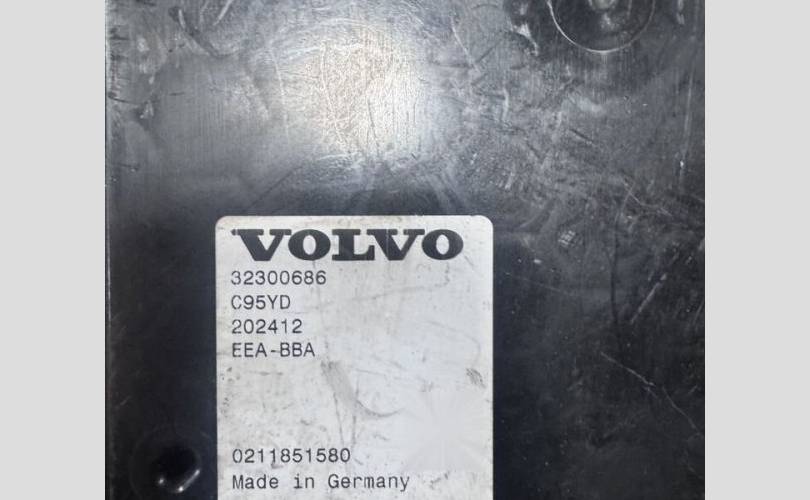 VOLVO
32300686
C95YD
202412
EEA-BBA
0211851580
Made in Germany